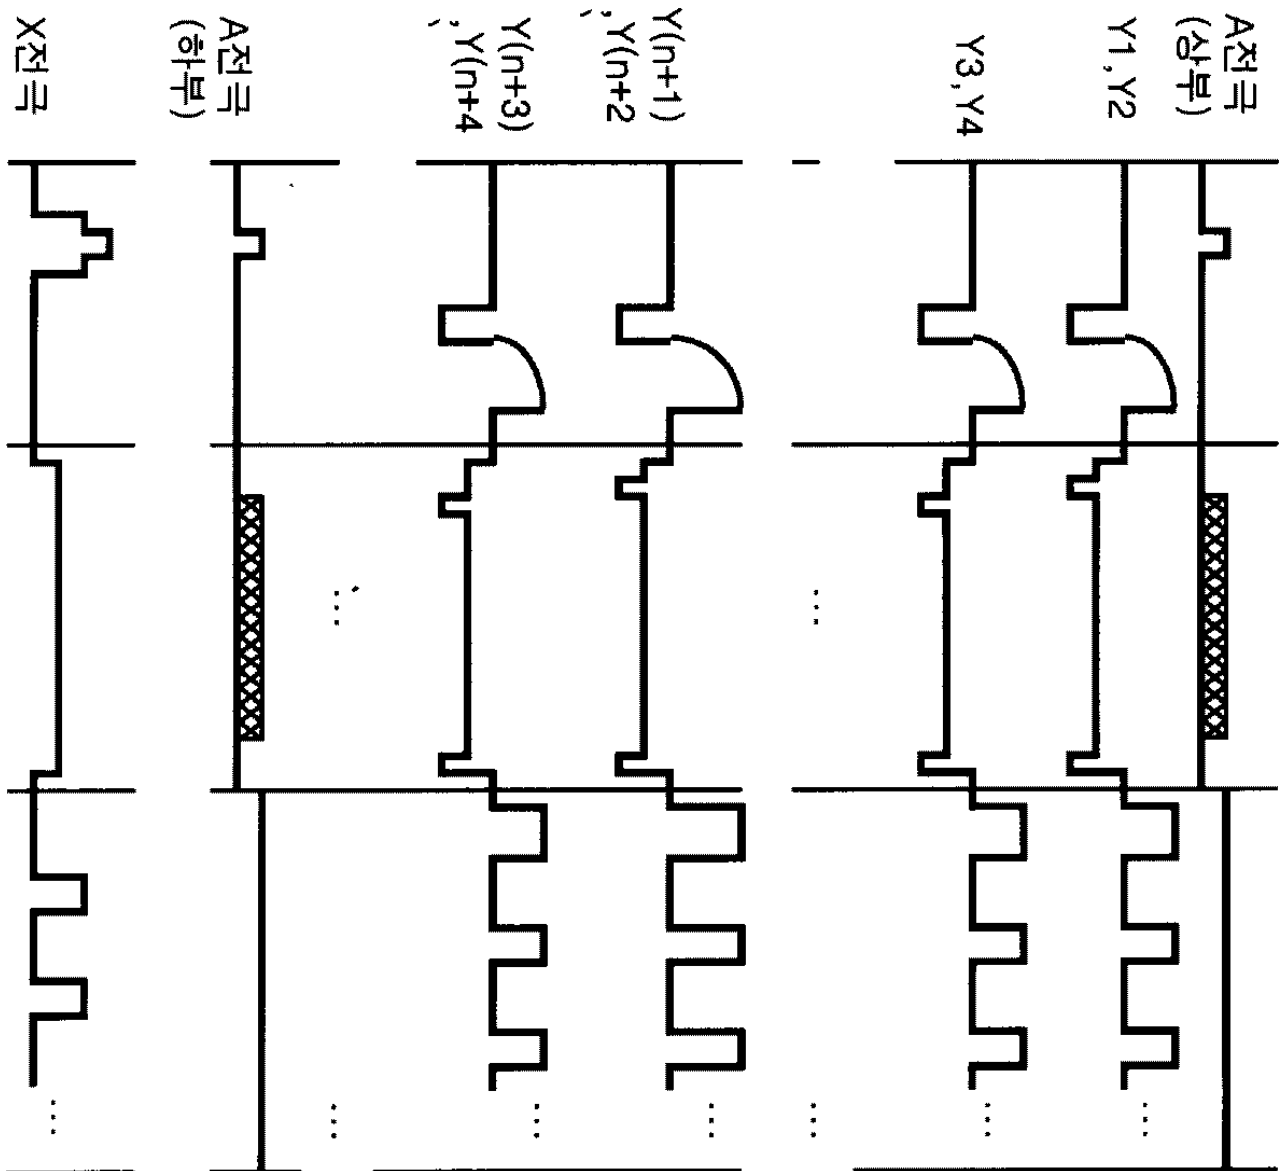 A전극
(상부)
Y1,Y2
Y3,Y4
...
Y(n+1)
,Y(n+2
Y(n+3)
,Y(n+4
...
A전극
(하부)
X전극